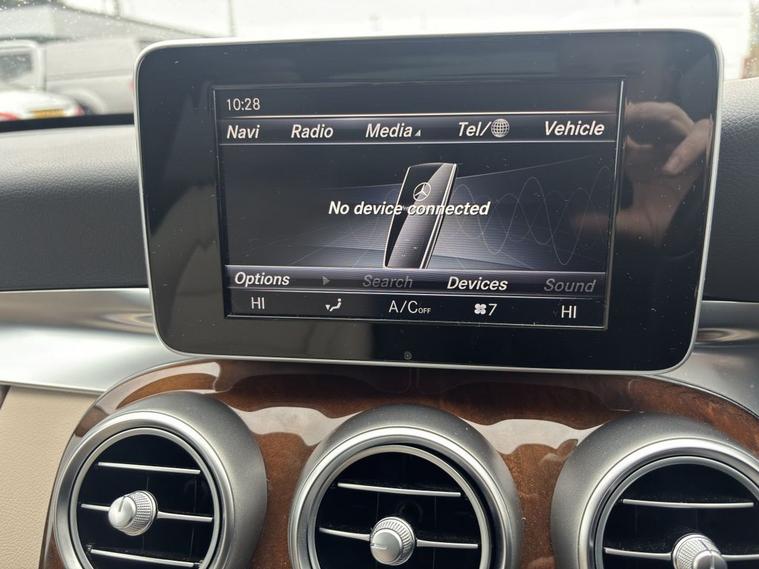 10:28
Navi Radio Media Tel/ Vehicle
No device connected
Options Search Devices Sound
HI A/C OFF 7 HI